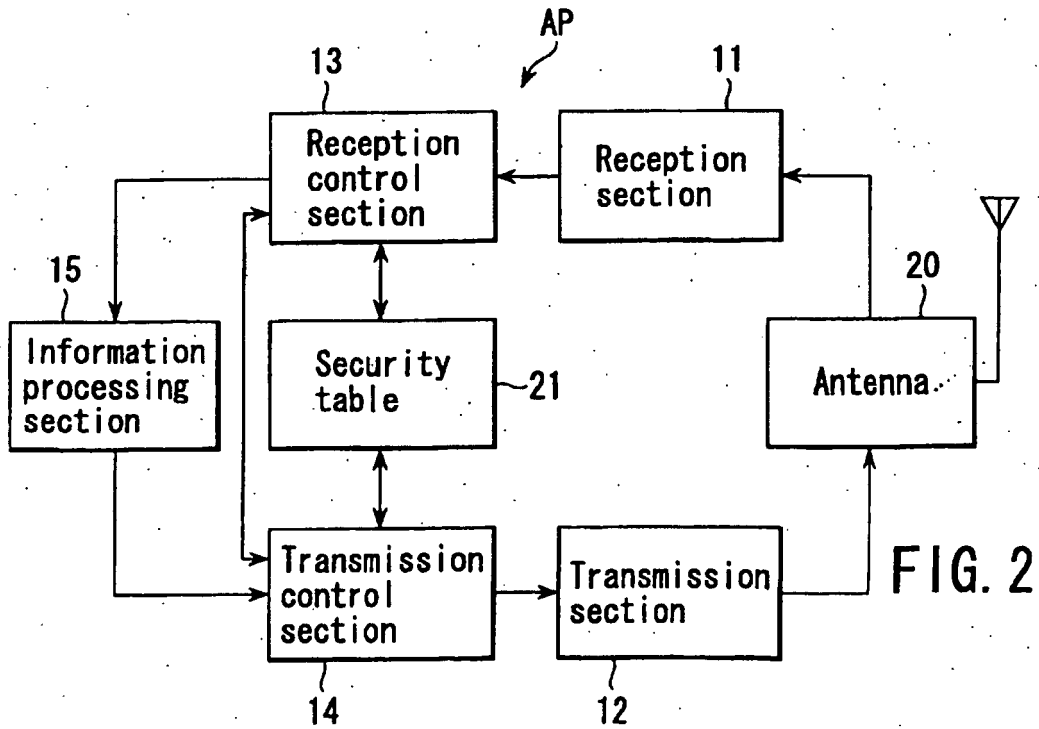 AP
13
11
Reception
control
section
Reception
section
15
20
Information
processing
section
Security
table
21
Antenna
Transmission
control
section
Transmission
section
FIG. 2
14
12